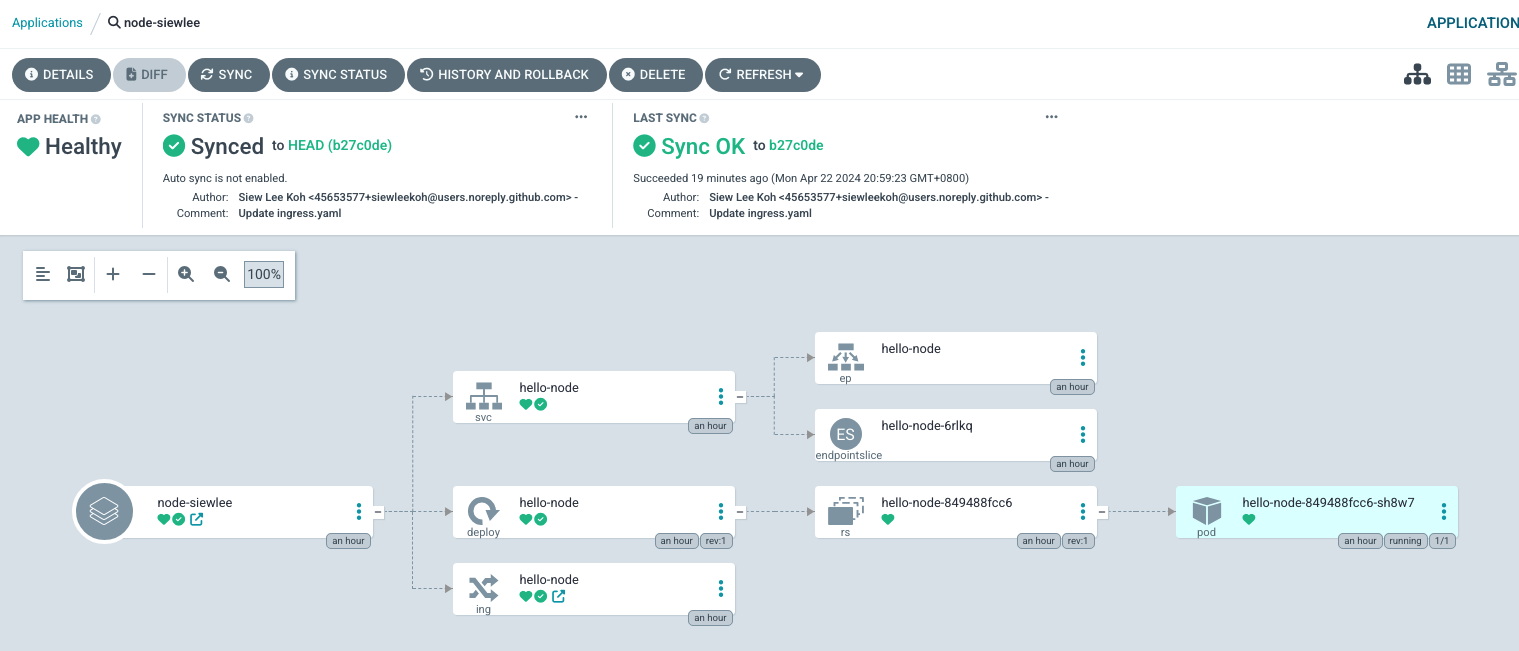 Applications / node-siewlee
APPLICATION
DETAILS DIFF SYNC SYNC STATUS HISTORY AND ROLLBACK DELETE REFRESH
APP HEALTH
Healthy
SYNC STATUS
Synced to HEAD (b27c0de)
Auto sync is not enabled.
Author: Siew Lee Koh <45653577+siewleekoh@users.noreply.github.com> -
Comment: Update ingress.yaml
LAST SYNC
Sync OK to b27c0de
Succeeded 19 minutes ago (Mon Apr 22 2024 20:59:23 GMT+0800)
Author: Siew Lee Koh <45653577+siewleekoh@users.noreply.github.com> -
Comment: Update ingress.yaml
100%
node-siewlee
an hour
hello-node
svc
an hour
hello-node
ep
an hour
ES
hello-node-6rlkq
endpointslice
an hour
hello-node
deploy
an hour rev:1
hello-node-849488fcc6
rs
an hour rev:1
hello-node-849488fcc6-sh8w7
pod
an hour running 1/1
hello-node
ing
an hour